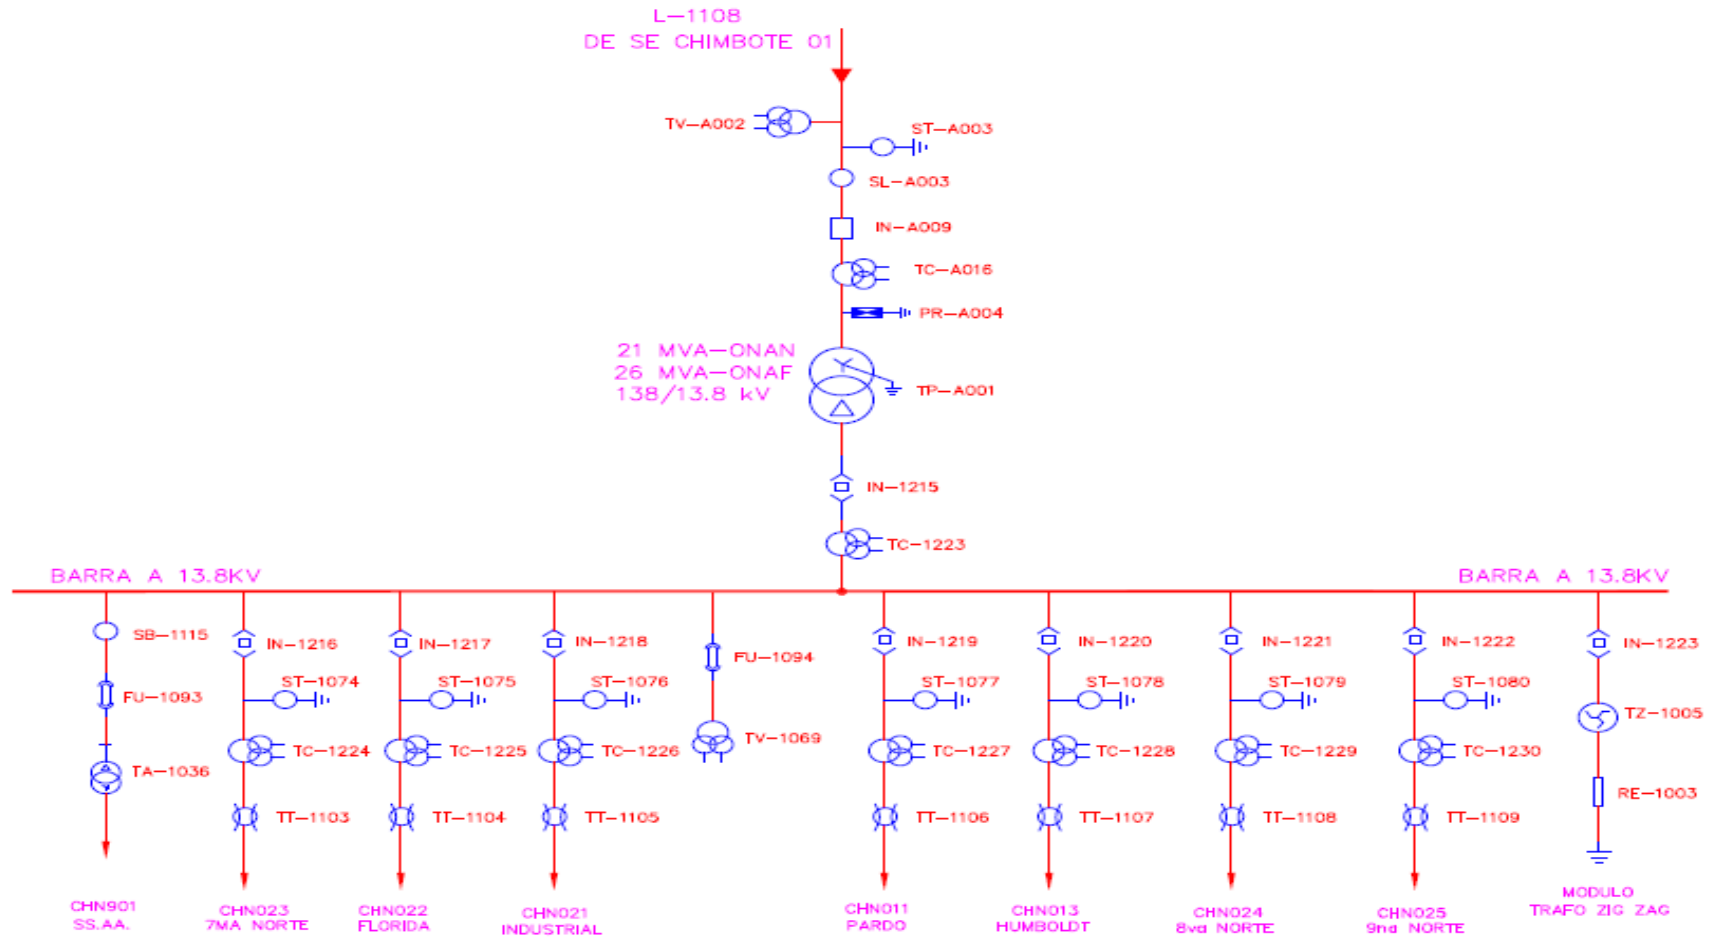 L-1108
DE SE CHIMBOTE 01
TV-A002
ST-A003
SL-A003
IN-A009
TC-A016
PR-A004
21 MVA-ONAN
26 MVA-ONAF
138/13.8 kV
TP-A001
IN-1215
TC-1223
BARRA A 13.8KV
BARRA A 13.8KV
SB-1115
IN-1216
IN-1217
IN-1218
FU-1094
IN-1219
IN-1220
IN-1221
IN-1222
IN-1223
FU-1093
ST-1074
ST-1075
ST-1076
ST-1077
ST-1078
ST-1079
ST-1080
TZ-1005
TA-1036
TC-1224
TC-1225
TC-1226
TV-1069
TC-1227
TC-1228
TC-1229
TC-1230
RE-1003
TT-1103
TT-1104
TT-1105
TT-1106
TT-1107
TT-1108
TT-1109
CHN901
SS.AA.
CHN023
7MA NORTE
CHN022
FLORIDA
CHN021
INDUSTRIAL
CHN011
PARDO
CHN013
HUMBOLDT
CHN024
8va NORTE
CHN025
9na NORTE
MODULO
TRAFO ZIG ZAG